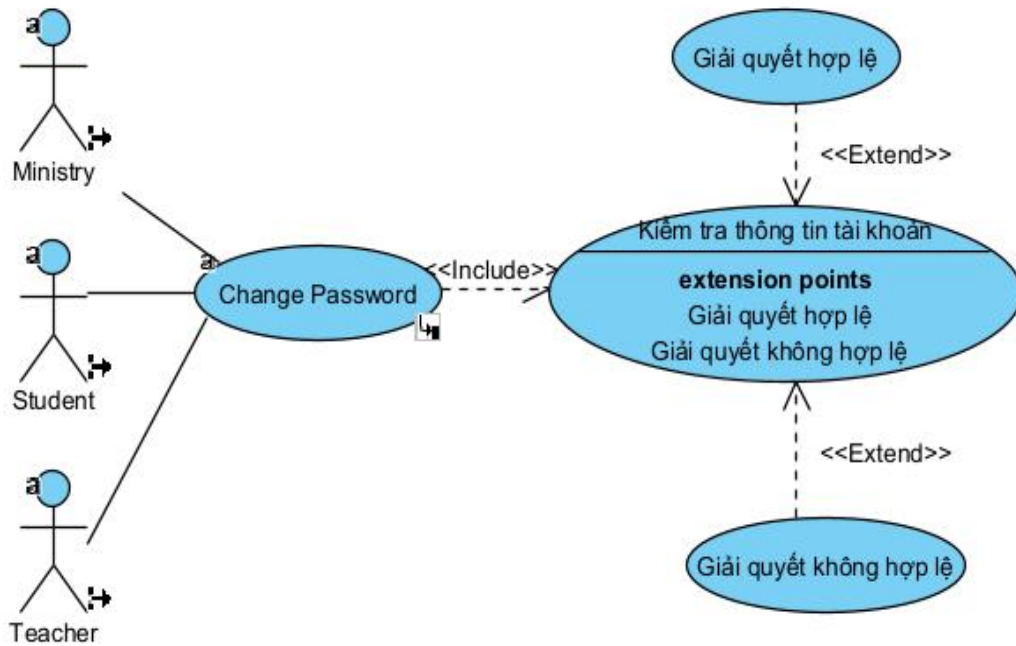 a
Ministry
a
Student
a
Teacher
a
Change Password
<<Include>>
Giải quyết hợp lệ
<<Extend>>
Kiểm tra thông tin tài khoản
extension points
Giải quyết hợp lệ
Giải quyết không hợp lệ
<<Extend>>
Giải quyết không hợp lệ